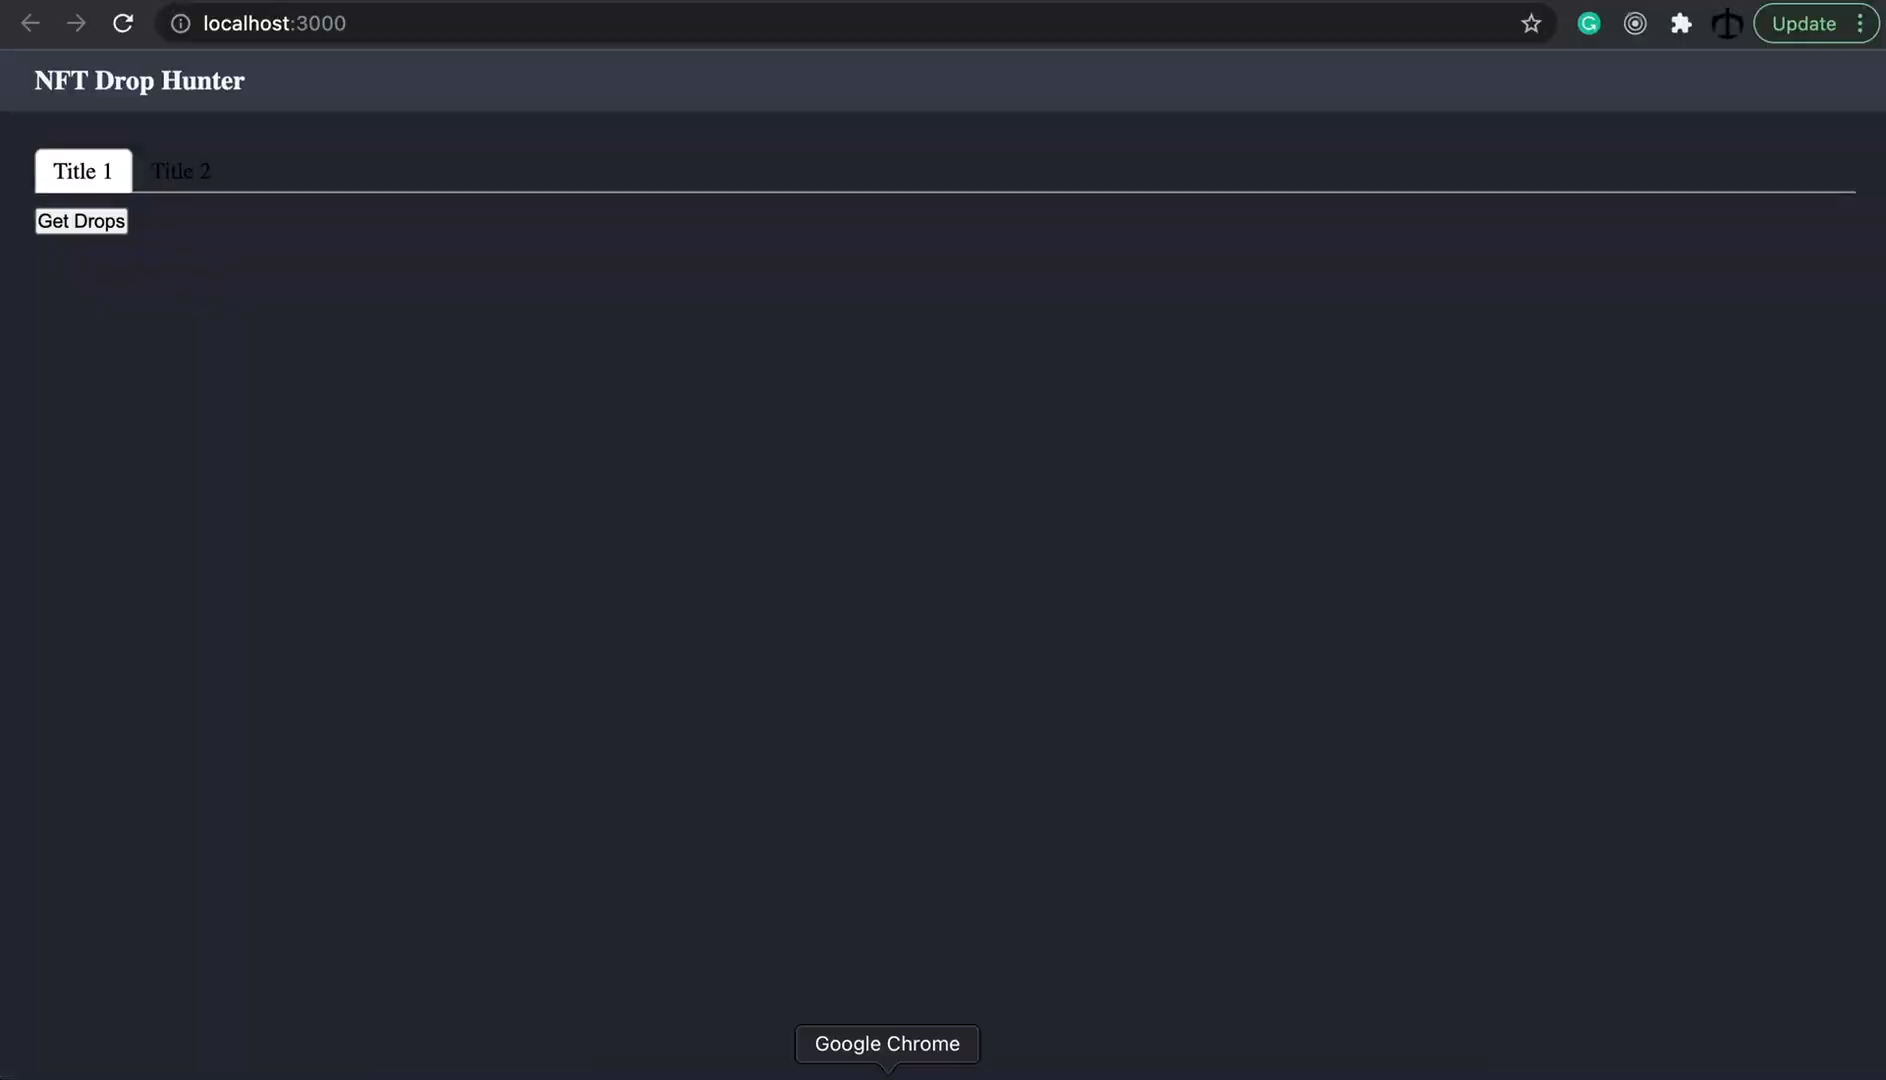 localhost:3000
Update
NFT Drop Hunter
Title 1
Title 2
Get Drops
Google Chrome